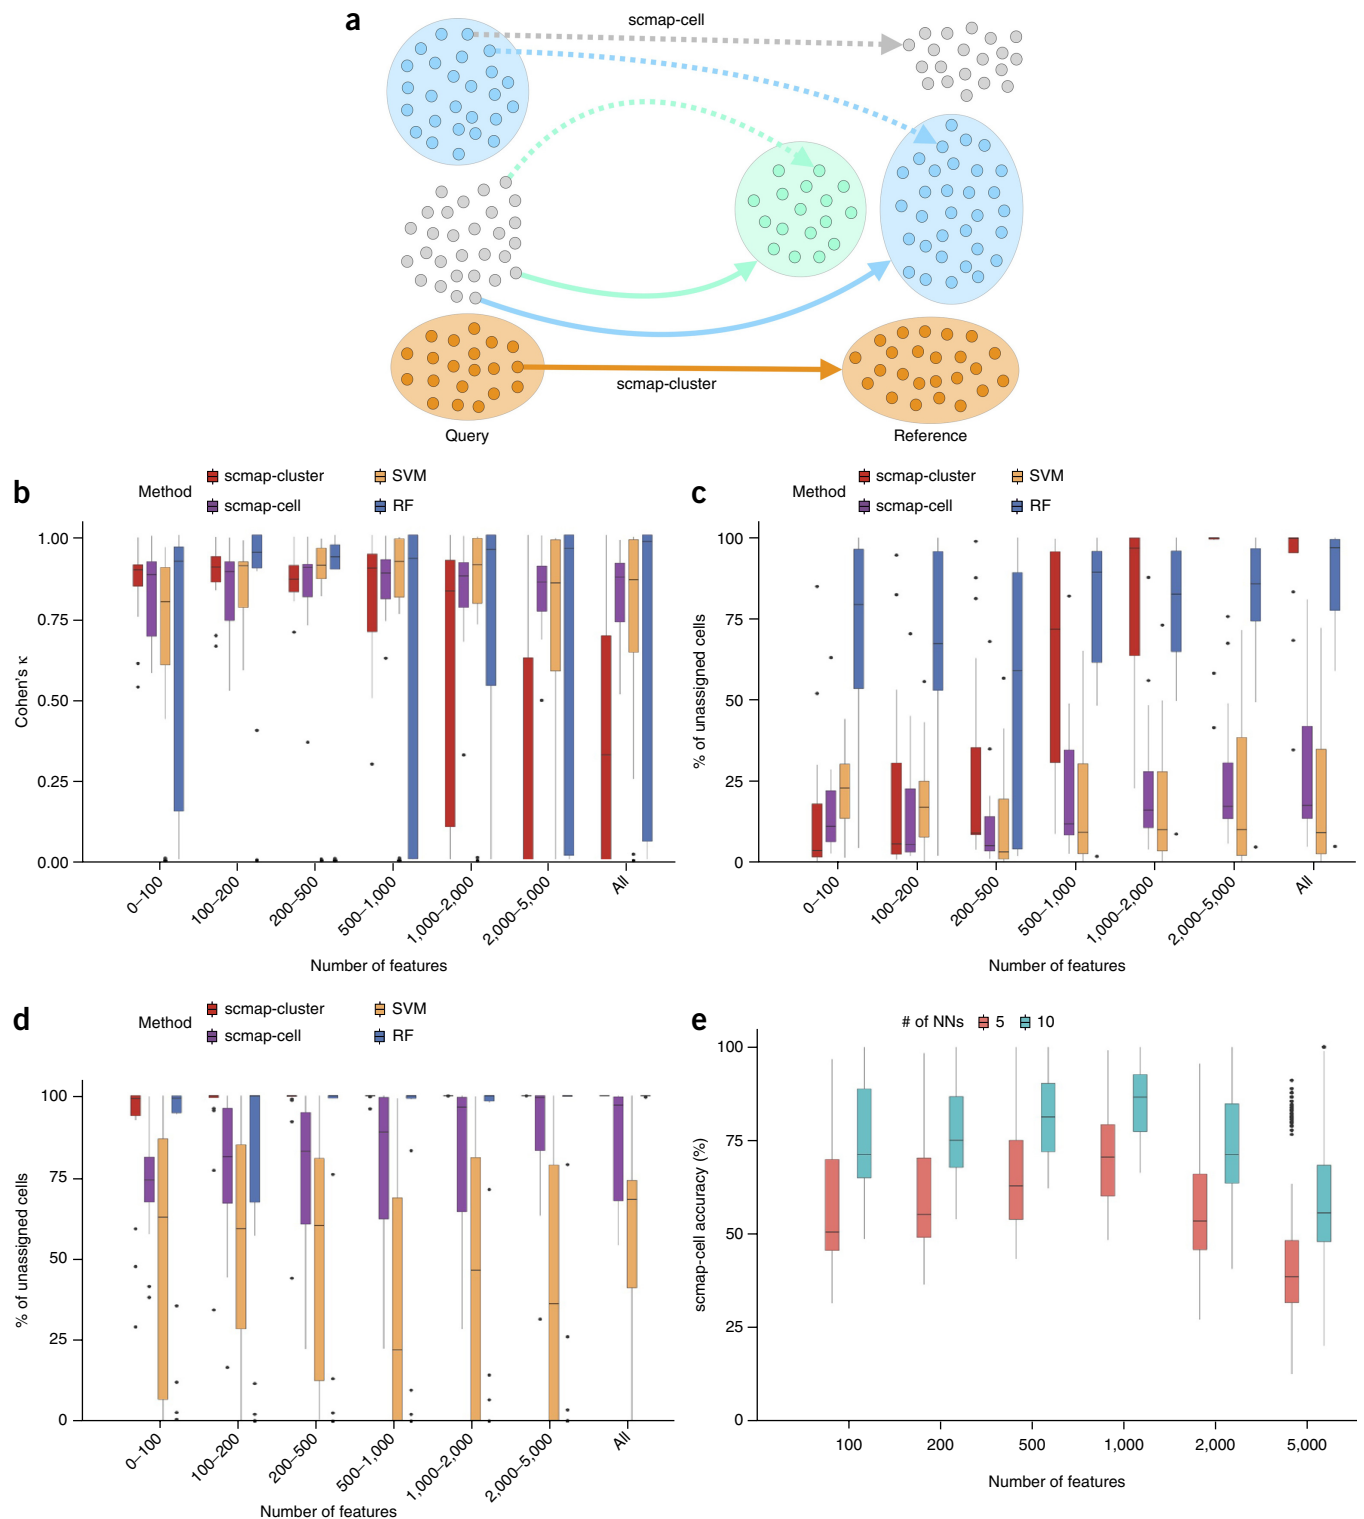 a
scmap-cell
scmap-cluster
Query
Reference
b
Method
scmap-cluster
SVM
scmap-cell
RF
Cohen's κ
1.00
0.75
0.50
0.25
0.00
0–100
100–200
200–500
500–1,000
1,000–2,000
2,000–5,000
All
Number of features
c
Method
scmap-cluster
SVM
scmap-cell
RF
% of unassigned cells
100
75
50
25
0
0–100
100–200
200–500
500–1,000
1,000–2,000
2,000–5,000
All
Number of features
d
Method
scmap-cluster
SVM
scmap-cell
RF
% of unassigned cells
100
75
50
25
0
0–100
100–200
200–500
500–1,000
1,000–2,000
2,000–5,000
All
Number of features
e
# of NNs 5 10
scmap-cell accuracy (%)
100
75
50
25
0
100 200 500 1,000 2,000 5,000
Number of features